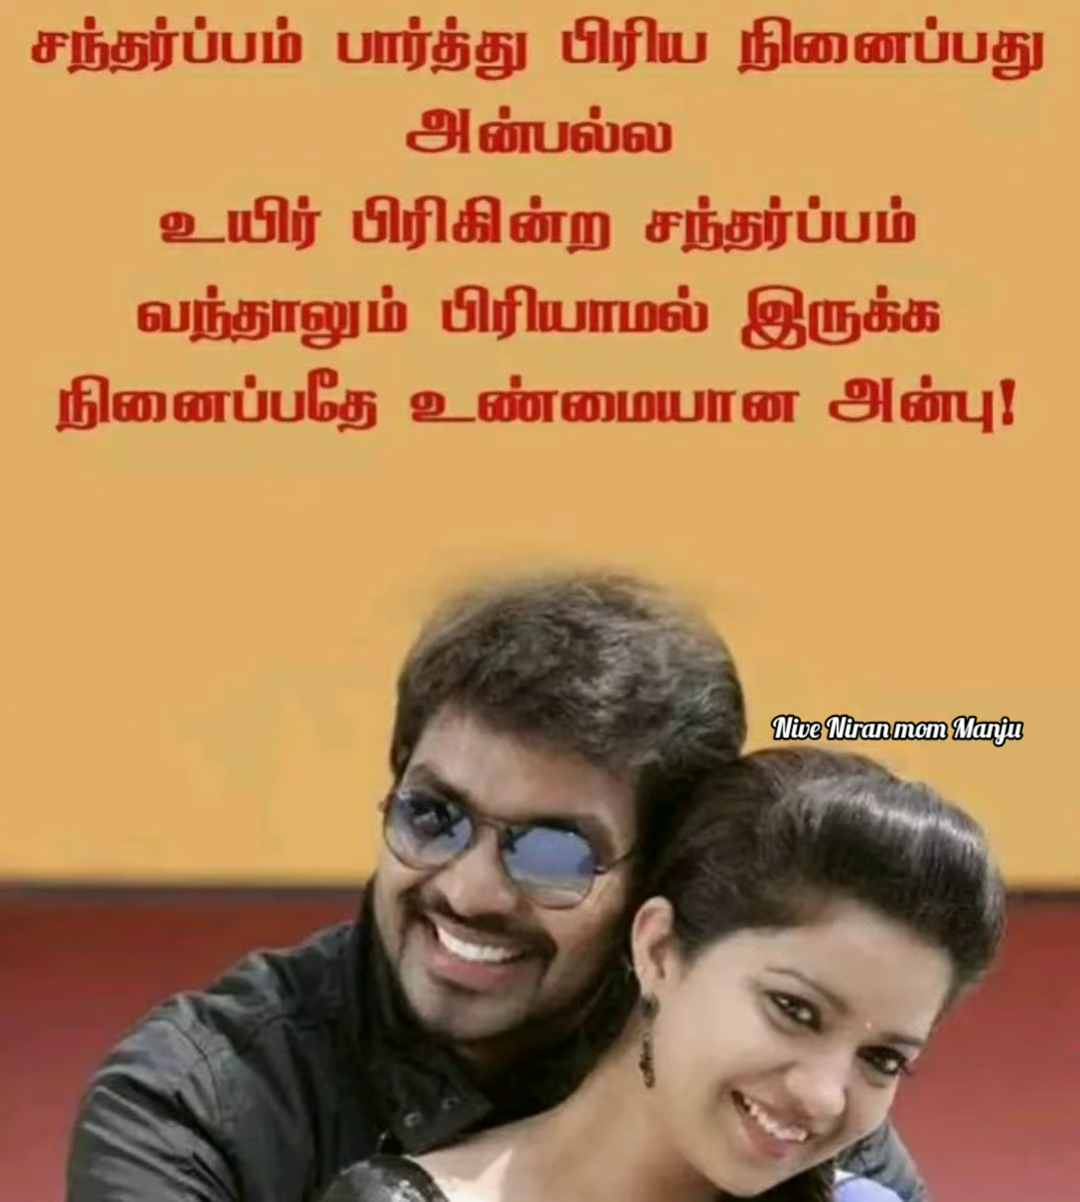 சந்தர்ப்பம் பார்த்து பிரிய நினைப்பது
அன்பல்ல
உயிர் பிரிகின்ற சந்தர்ப்பம்
வந்தாலும் பிரியாமல் இருக்க
நினைப்பதே உண்மையான அன்பு!
Nive Niran mom Manju